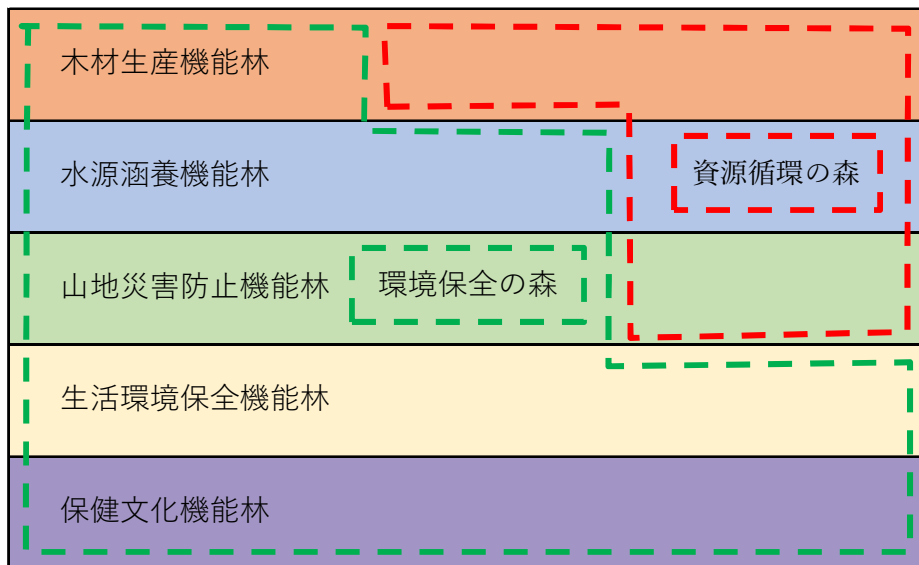 木材生産機能林
水源涵養機能林
資源循環の森
山地災害防止機能林
環境保全の森
生活環境保全機能林
保健文化機能林